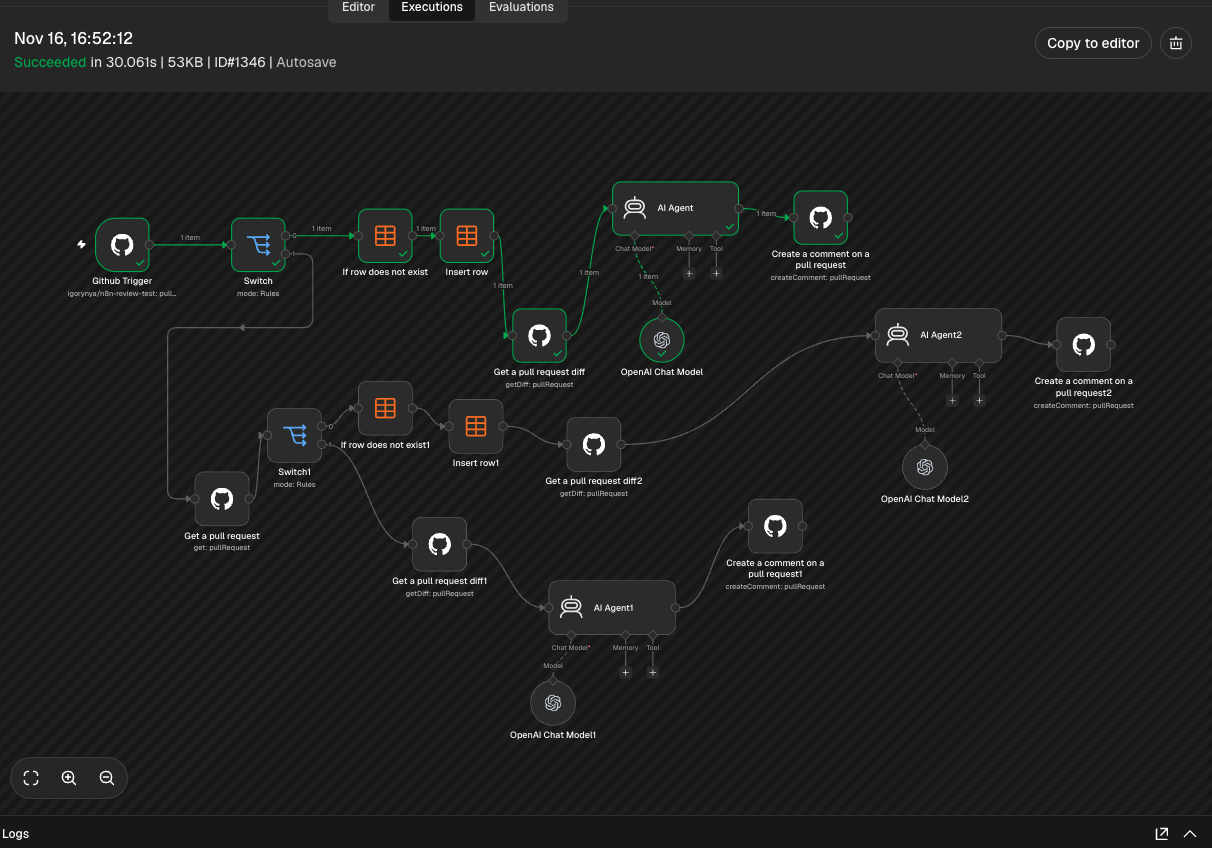 Editor Executions Evaluations
Nov 16, 16:52:12
Succeeded in 30.061s | 53KB | ID#1346 | Autosave
Copy to editor
1 item
Github Trigger
igorynya/n8n-review-test: pull...
0
1
Switch
mode: Rules
1 item
If row does not exist
1 item
Insert row
1 item
Get a pull request diff
getDiff: pullRequest
1 item
AI Agent
Chat Model*
Memory
Tool
+
+
1 item
Model
OpenAI Chat Model
1 item
Create a comment on a
pull request
createComment: pullRequest
AI Agent2
Chat Model*
Memory
Tool
+
+
Model
OpenAI Chat Model2
Create a comment on a
pull request2
createComment: pullRequest
Get a pull request
get: pullRequest
0
1
Switch1
mode: Rules
If row does not exist1
Insert row1
Get a pull request diff2
getDiff: pullRequest
Get a pull request diff1
getDiff: pullRequest
AI Agent1
Chat Model*
Memory
Tool
+
+
Model
OpenAI Chat Model1
Create a comment on a
pull request1
createComment: pullRequest
Logs